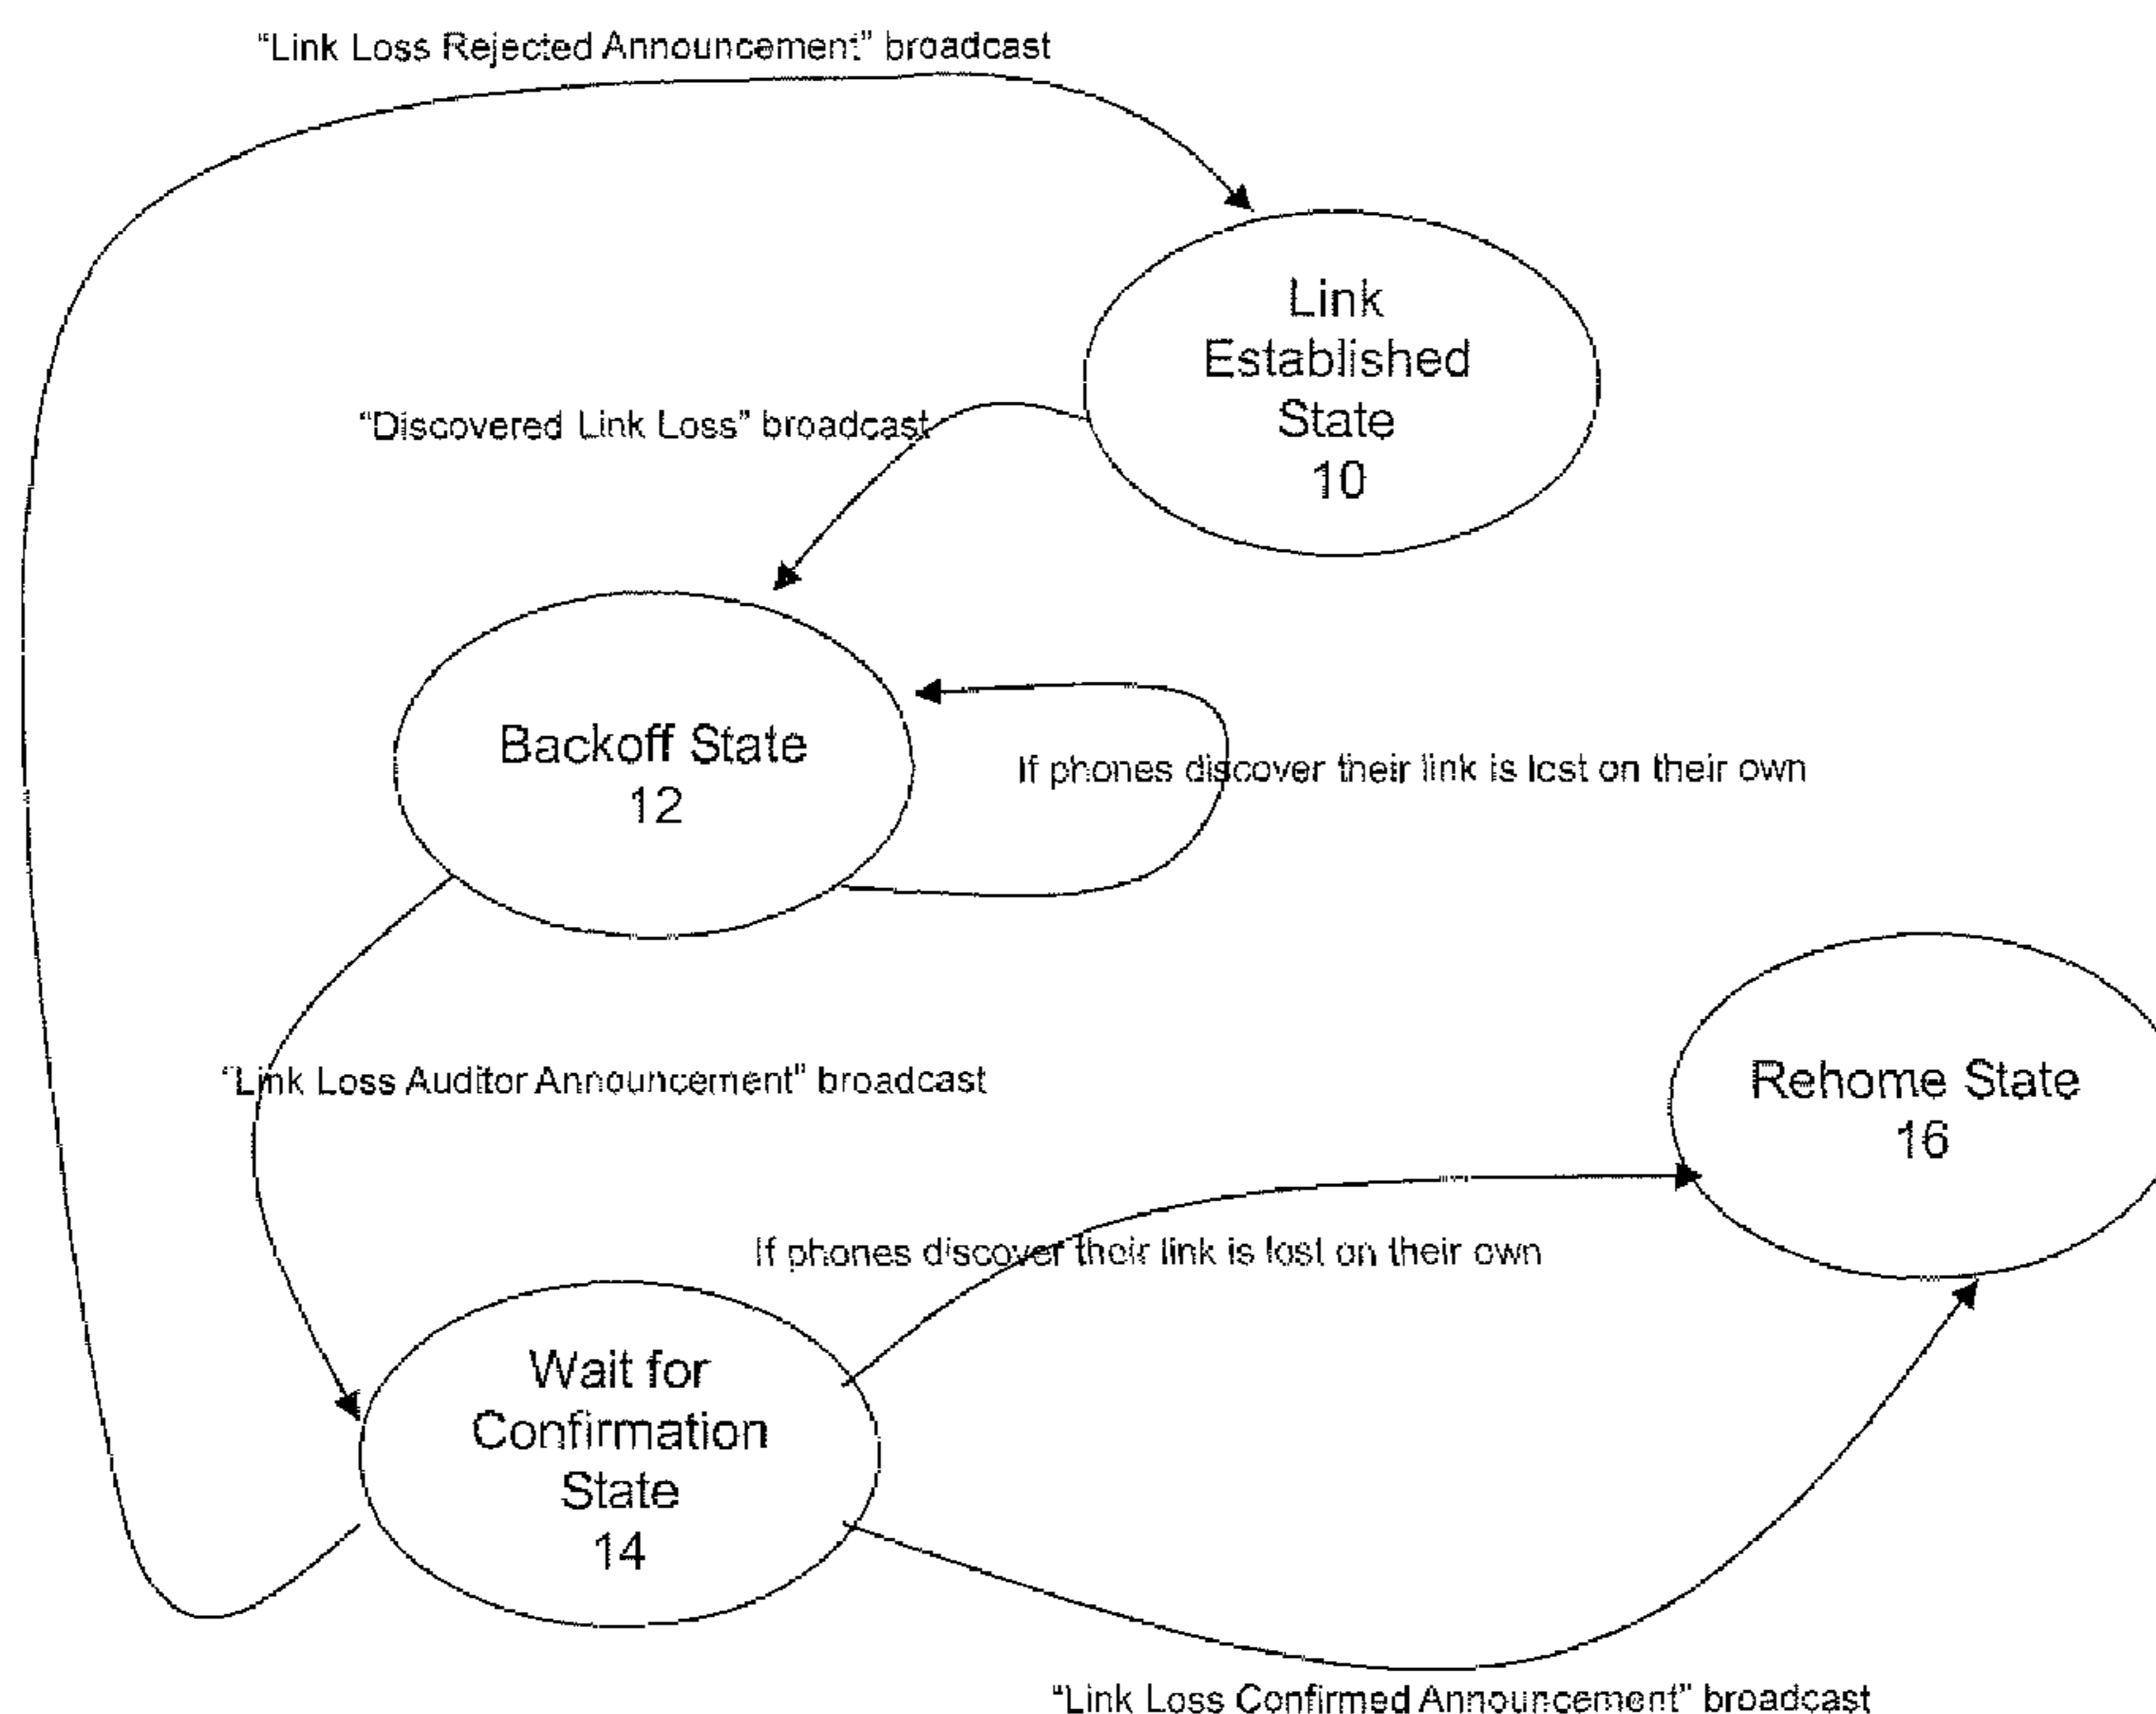 “Link Loss Rejected Announcement” broadcast
Link
Established
State
10
“Discovered Link Loss” broadcast
Backoff State
12
If phones discover their link is lost on their own
“Link Loss Auditor Announcement” broadcast
Rehome State
16
If phones discover their link is lost on their own
Wait for
Confirmation
State
14
“Link Loss Confirmed Announcement” broadcast